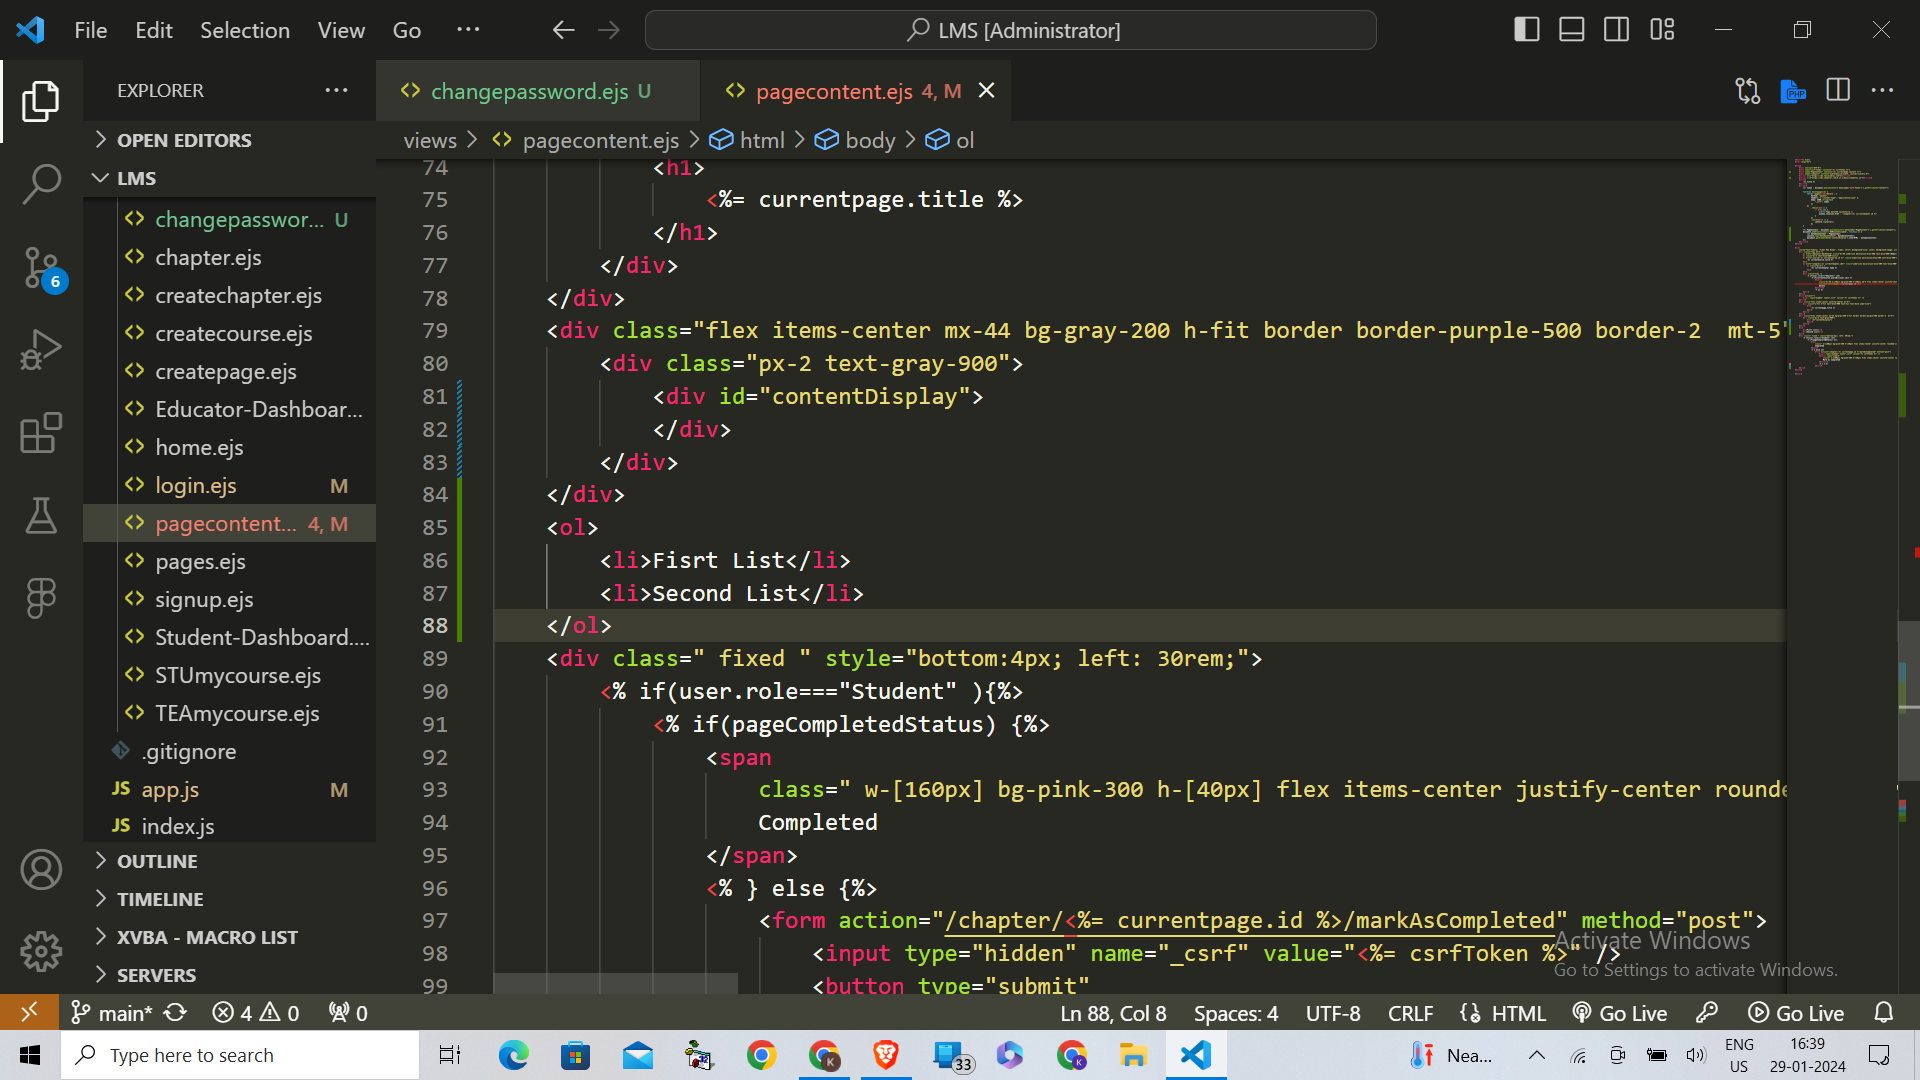 File Edit Selection View Go ··· LMS [Administrator]
EXPLORER ···
changepassword.ejs U
pagecontent.ejs 4, M
views > pagecontent.ejs > html > body > ol
OPEN EDITORS
LMS
changepasswor... U
chapter.ejs
createchapter.ejs
createcourse.ejs
createpage.ejs
Educator-Dashboar...
home.ejs
login.ejs M
pagecontent... 4, M
pages.ejs
signup.ejs
Student-Dashboard....
STUmycourse.ejs
TEAmycourse.ejs
.gitignore
JS app.js M
JS index.js
OUTLINE
TIMELINE
XVBA - MACRO LIST
SERVERS
6
74 <h1>
75 <%= currentpage.title %>
76 </h1>
77 </div>
78 </div>
79 <div class="flex items-center mx-44 bg-gray-200 h-fit border border-purple-500 border-2  mt-5"
80 <div class="px-2 text-gray-900">
81 <div id="contentDisplay">
82 </div>
83 </div>
84 </div>
85 <ol>
86 <li>Fisrt List</li>
87 <li>Second List</li>
88 </ol>
89 <div class=" fixed " style="bottom:4px; left: 30rem;">
90 <% if(user.role==="Student" ){%>
91 <% if(pageCompletedStatus) {%>
92 <span
93 class=" w-[160px] bg-pink-300 h-[40px] flex items-center justify-center rounde
94 Completed
95 </span>
96 <% } else {%>
97 <form action="/chapter/<%= currentpage.id %>/markAsCompleted" method="post">
98 <input type="hidden" name="_csrf" value="<%= csrfToken %>" />
99 <button type="submit"
Activate Windows
Go to Settings to activate Windows.
main* 4 0 0 Ln 88, Col 8 Spaces: 4 UTF-8 CRLF HTML Go Live Go Live
Type here to search
33
Nea...
ENG
US
16:39
29-01-2024